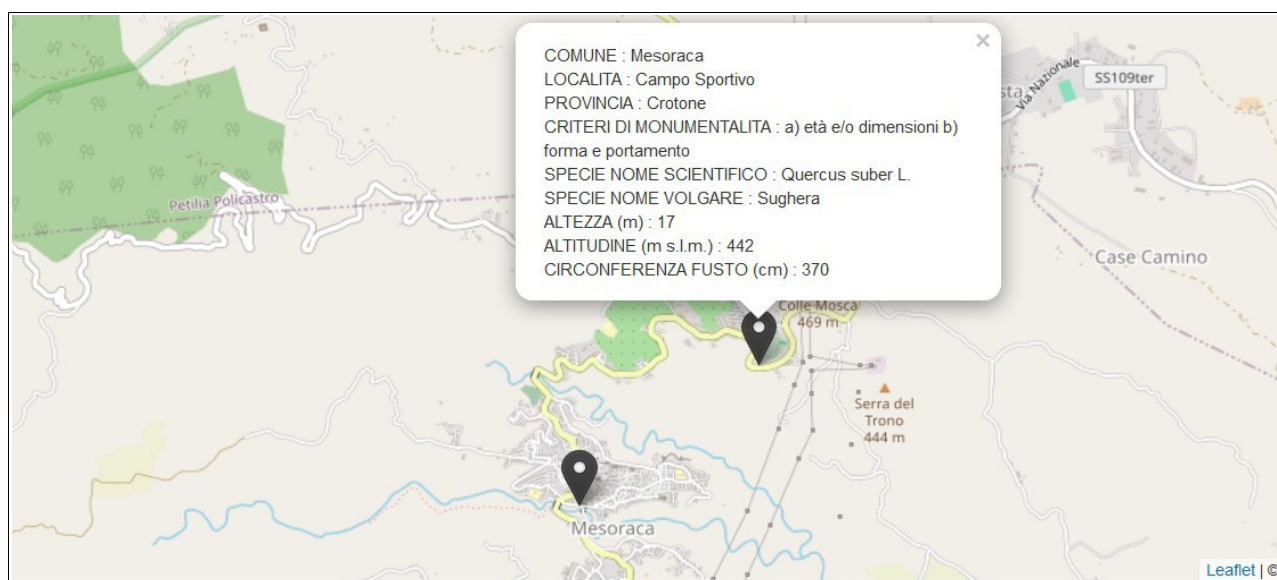 ×
COMUNE : Mesoraca
LOCALITA : Campo Sportivo
PROVINCIA : Crotone
CRITERI DI MONUMENTALITA : a) età e/o dimensioni b)
forma e portamento
SPECIE NOME SCIENTIFICO : Quercus suber L.
SPECIE NOME VOLGARE : Sughera
ALTEZZA (m) : 17
ALTITUDINE (m s.l.m.) : 442
CIRCONFERENZA FUSTO (cm) : 370
Via Nazionale
SS109ter
Petilia Policastro
Case Camino
Colle Mosca
469 m
Serra del
Trono
444 m
Mesoraca
Leaflet | ©